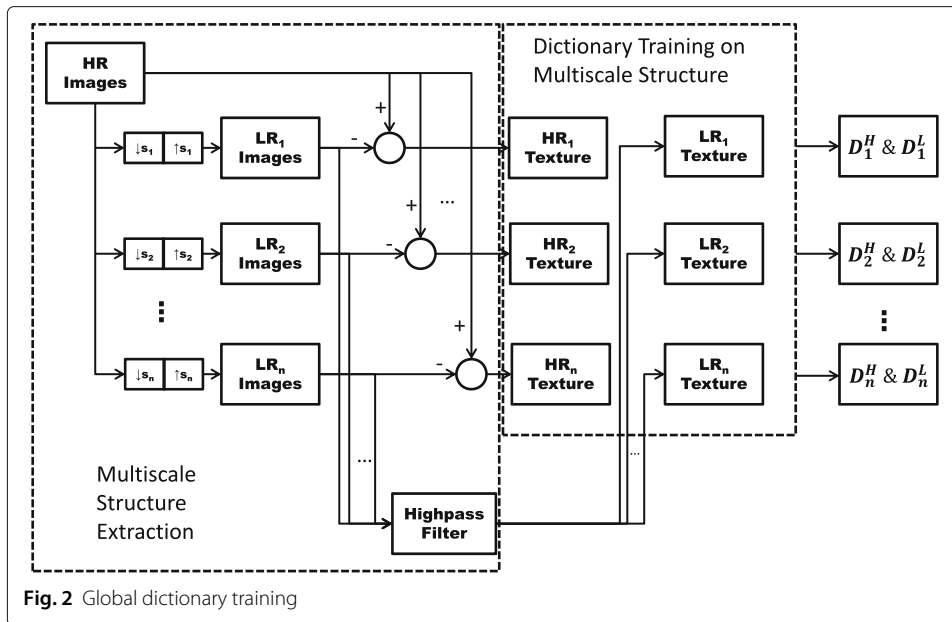 HR
Images
Dictionary Training on
Multiscale Structure
+
↓s₁ ↑s₁
LR₁
Images
-
HR₁
Texture
LR₁
Texture
D₁ᴴ & D₁ᴸ
+
...
↓s₂ ↑s₂
LR₂
Images
-
HR₂
Texture
LR₂
Texture
D₂ᴴ & D₂ᴸ
⋮
⋮
+
↓sₙ ↑sₙ
LRₙ
Images
-
HRₙ
Texture
LRₙ
Texture
Dₙᴴ & Dₙᴸ
...
...
Multiscale
Structure
Extraction
Highpass
Filter
Fig. 2 Global dictionary training